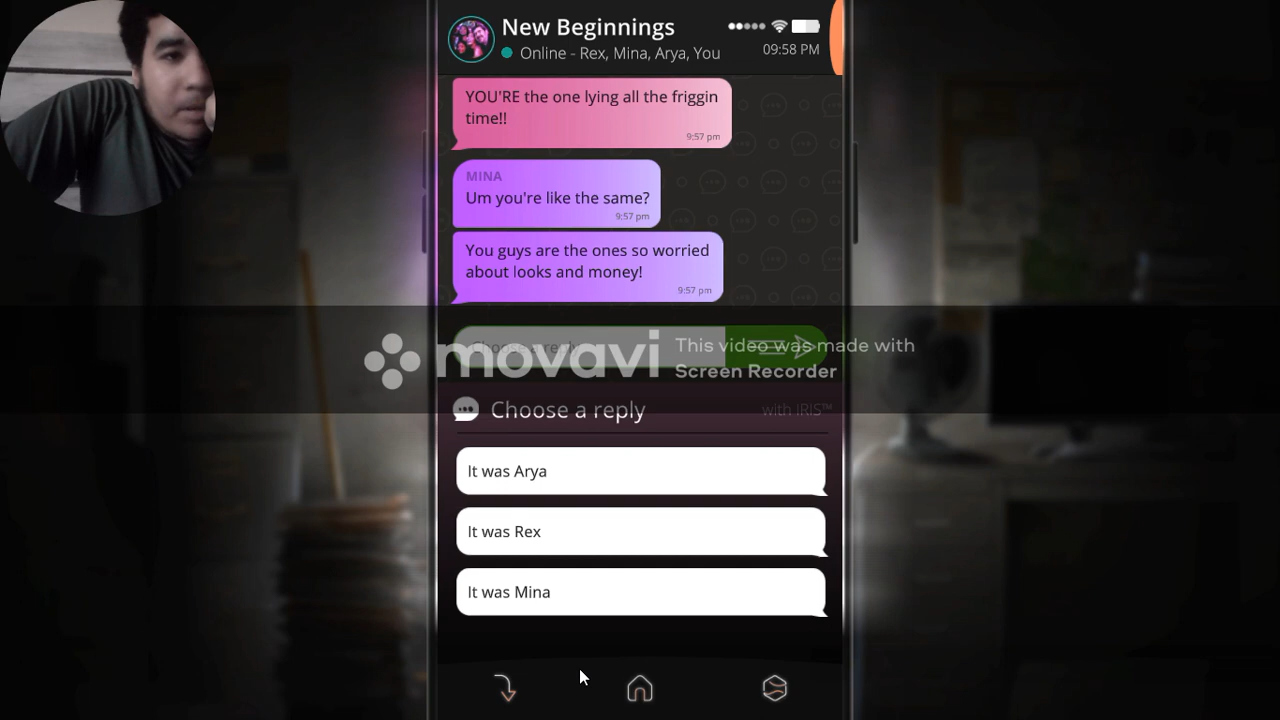 New Beginnings
Online - Rex, Mina, Arya, You
09:58 PM
YOU'RE the one lying all the friggin
time!!
9:57 pm
MINA
Um you're like the same?
9:57 pm
You guys are the ones so worried
about looks and money!
9:57 pm
Choose reply
movavi
This video was made with
Screen Recorder
Choose a reply
with IRIS™
It was Arya
It was Rex
It was Mina